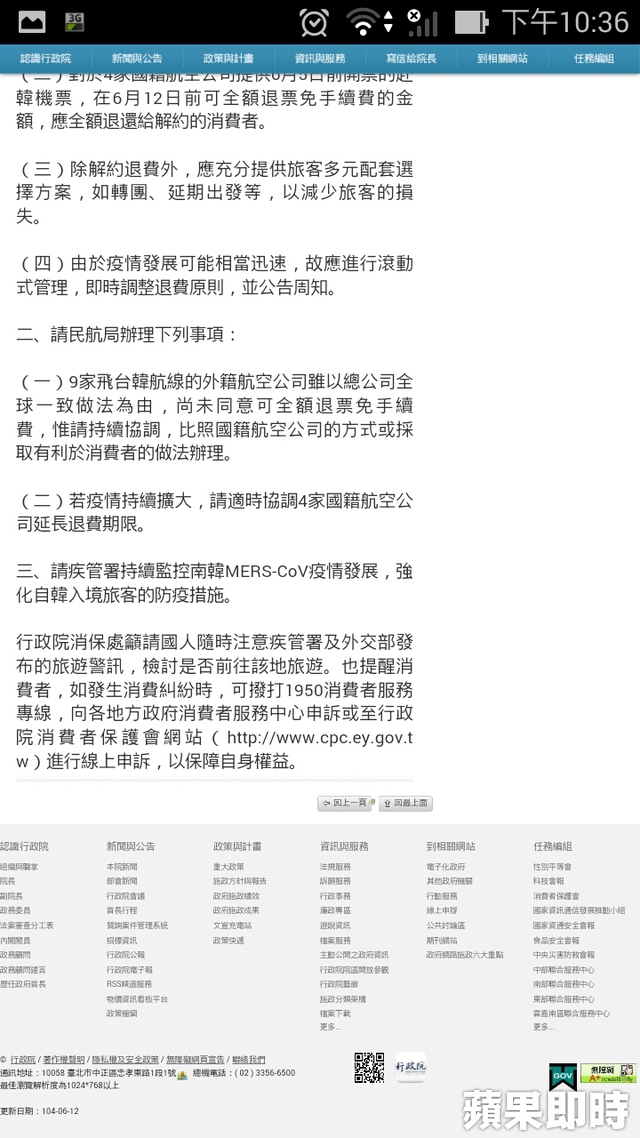 3G
下午10:36
認識行政院 新聞與公告 政策與計畫 資訊與服務 寫信給院長 到相關網站 任務編組
（二）對於4家國籍航空公司提供6月5日前開票的赴
韓機票，在6月12日前可全額退票免手續費的金
額，應全額退還給解約的消費者。
（三）除解約退費外，應充分提供旅客多元配套選
擇方案，如轉團、延期出發等，以減少旅客的損
失。
（四）由於疫情發展可能相當迅速，故應進行滾動
式管理，即時調整退費原則，並公告周知。
二、請民航局辦理下列事項：
（一）9家飛台韓航線的外籍航空公司雖以總公司全
球一致做法為由，尚未同意可全額退票免手續
費，惟請持續協調，比照國籍航空公司的方式或採
取有利於消費者的做法辦理。
（二）若疫情持續擴大，請適時協調4家國籍航空公
司延長退費期限。
三、請疾管署持續監控南韓MERS-CoV疫情發展，強
化自韓入境旅客的防疫措施。
行政院消保處籲請國人隨時注意疾管署及外交部發
布的旅遊警訊，檢討是否前往該地旅遊。也提醒消
費者，如發生消費糾紛時，可撥打1950消費者服務
專線，向各地方政府消費者服務中心申訴或至行政
院消費者保護會網站（http://www.cpc.ey.gov.t
w）進行線上申訴，以保障自身權益。
回上一頁 回最上面
認識行政院 新聞與公告 政策與計畫 資訊與服務 到相關網站 任務編組
組織與職掌 本院新聞 重大政策 法規服務 電子化政府 性別平等會
院長 部會新聞 施政方針與報告 訴願服務 其他政府機關 科技會報
副院長 行政院會議 政府施政績效 行政事務 行動服務 消費者保護會
政務委員 首長行程 政府施政成果 廉政專區 線上申辦 國家資訊通信發展推動小組
法案審查分工表 質詢案件管理系統 文宣充電站 遊說資訊 公共討論區 國家資通安全會報
內閣閣員 招標資訊 政策快遞 檔案服務 期刊網站 食品安全會報
政務顧問 行政院公報 主動公開之政府資訊 政府網路施政六大重點 中央災害防救會報
政務顧問建言 行政院電子報 行政院院區開放參觀 中部聯合服務中心
歷任政府首長 RSS頻道服務 行政院藝廊 南部聯合服務中心
物價資訊看板平台 施政分類架構 東部聯合服務中心
政策櫥窗 檔案下載 雲嘉南區聯合服務中心
更多... 更多...
© 行政院 / 著作權聲明 / 隱私權及安全政策 / 無障礙網頁宣告 / 聯絡我們
通訊地址：10058 臺北市中正區忠孝東路1段1號 總機電話：( 02 ) 3356-6500
最佳瀏覽解析度為1024*768以上
行政院
GOV
無障礙
A+ accessibility
更新日期：104-06-12
蘋果即時